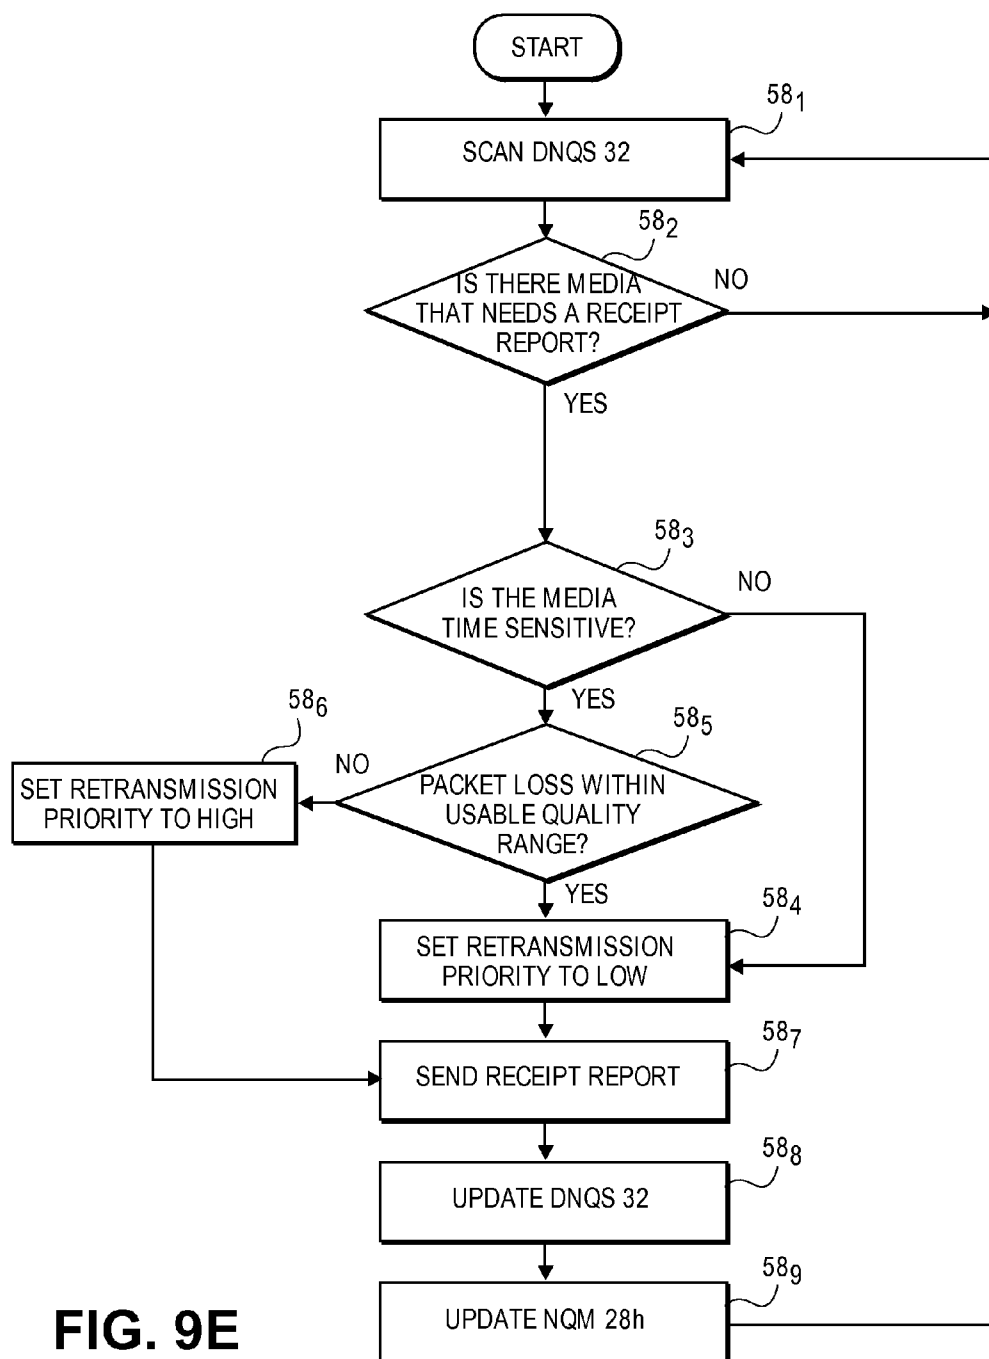 START
58₁
SCAN DNQS 32
58₂
IS THERE MEDIA
THAT NEEDS A RECEIPT
REPORT?
NO
YES
58₃
IS THE MEDIA
TIME SENSITIVE?
NO
YES
58₆
SET RETRANSMISSION
PRIORITY TO HIGH
NO
58₅
PACKET LOSS WITHIN
USABLE QUALITY
RANGE?
YES
58₄
SET RETRANSMISSION
PRIORITY TO LOW
58₇
SEND RECEIPT REPORT
58₈
UPDATE DNQS 32
58₉
UPDATE NQM 28h
FIG. 9E